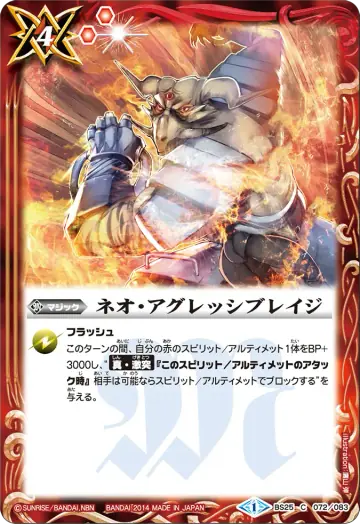 4
マジック
ネオ・アグレッシブレイジ
フラッシュ
このターンの間、自分の赤のスピリット/アルティメット1体をBP+
3000し、“【真・激突】『このスピリット/アルティメットのアタッ
ク時』相手は可能ならスピリット/アルティメットでブロックする”を
与える。
©SUNRISE/BANDAI,NBN BANDAI 2014 MADE IN JAPAN
1 BS25 C 072/083